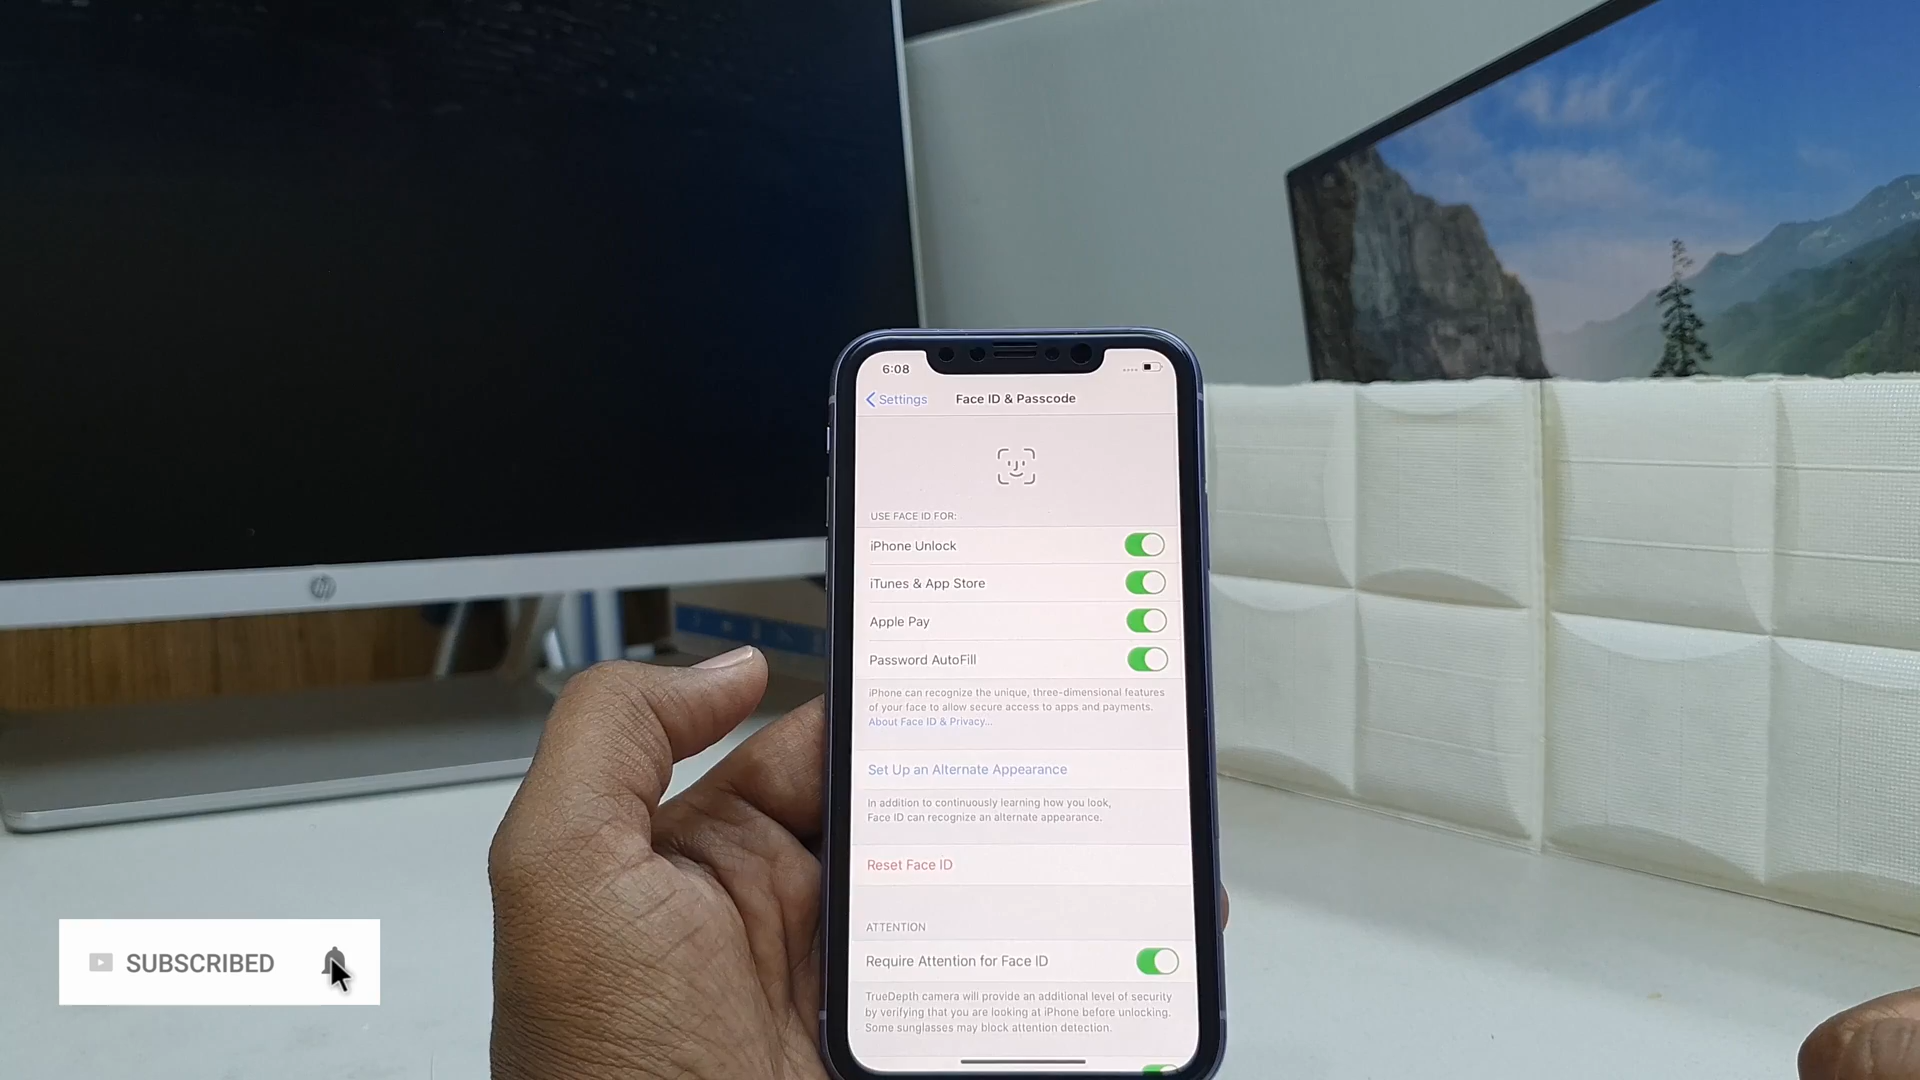 hp
6:08
Settings
Face ID & Passcode
USE FACE ID FOR:
iPhone Unlock
iTunes & App Store
Apple Pay
Password AutoFill
iPhone can recognize the unique, three-dimensional features
of your face to allow secure access to apps and payments.
About Face ID & Privacy...
Set Up an Alternate Appearance
In addition to continuously learning how you look,
Face ID can recognize an alternate appearance.
Reset Face ID
ATTENTION
Require Attention for Face ID
TrueDepth camera will provide an additional level of security
by verifying that you are looking at iPhone before unlocking.
Some sunglasses may block attention detection.
SUBSCRIBED